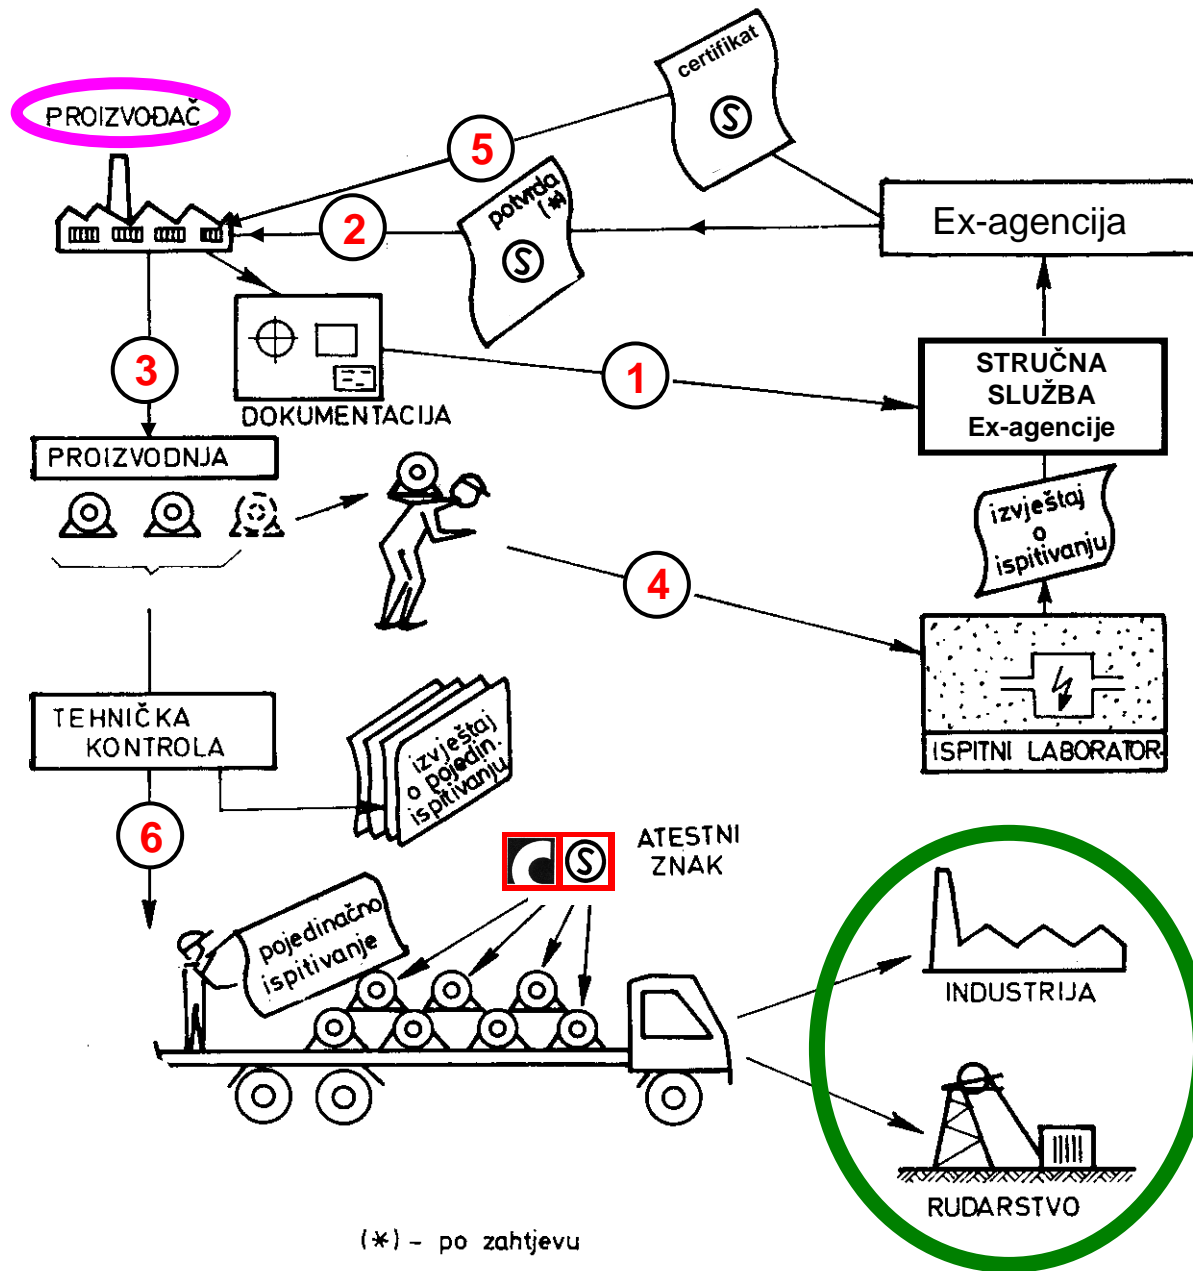 certifikat
S
PROIZVOĐAČ
5
potvrda
(*)
S
2
Ex-agencija
3
1
STRUČNA
SLUŽBA
Ex-agencije
DOKUMENTACIJA
PROIZVODNJA
izvještaj
o
ispitivanju
4
TEHNIČKA
KONTROLA
izvještaj
o pojedin.
ispitivanju
ISPITNI LABORATOR-
6
S
ATESTNI
ZNAK
pojedinačno
ispitivanje
INDUSTRIJA
RUDARSTVO
(*) - po zahtjevu